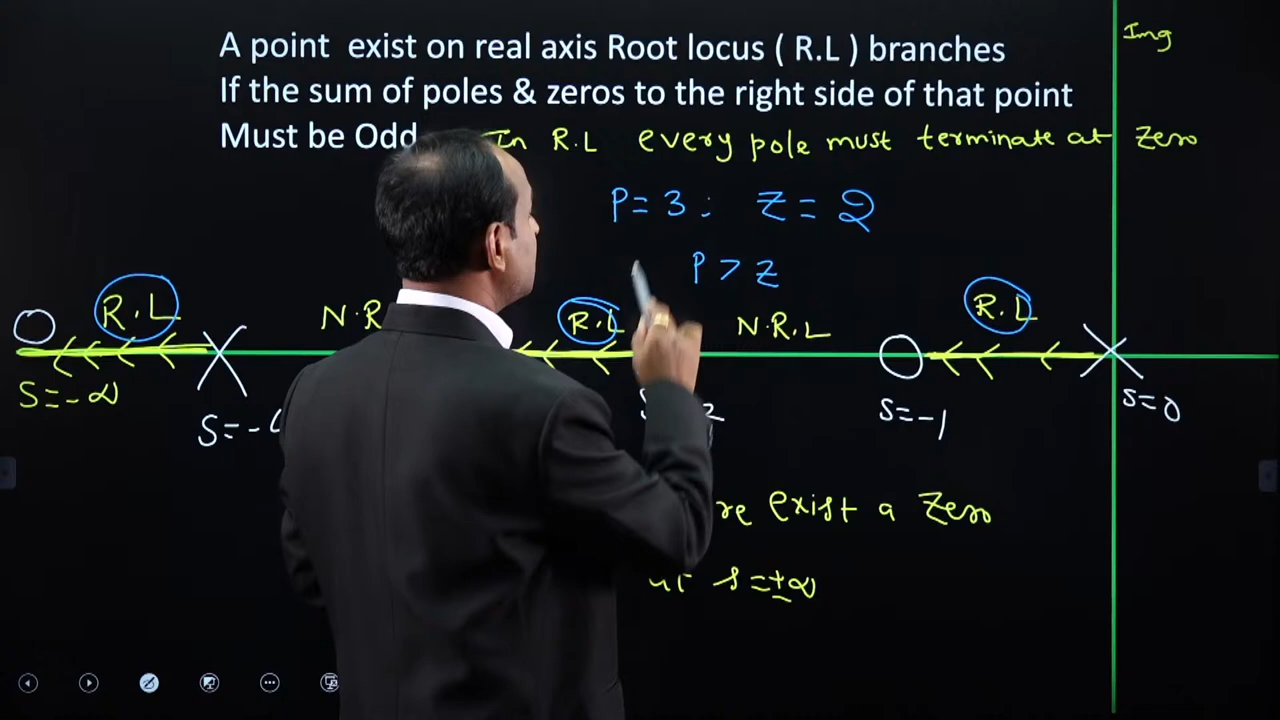 A point exist on real axis Root locus ( R.L ) branches
If the sum of poles & zeros to the right side of that point
Must be Odd
In R.L every pole must terminate at zero
Img
P = 3 ; Z = 2
P > Z
R.L
N.R
R.L
N.R.L
R.L
S=-∞
S=-
S=-1
S=0
exist a Zero
S=±∞